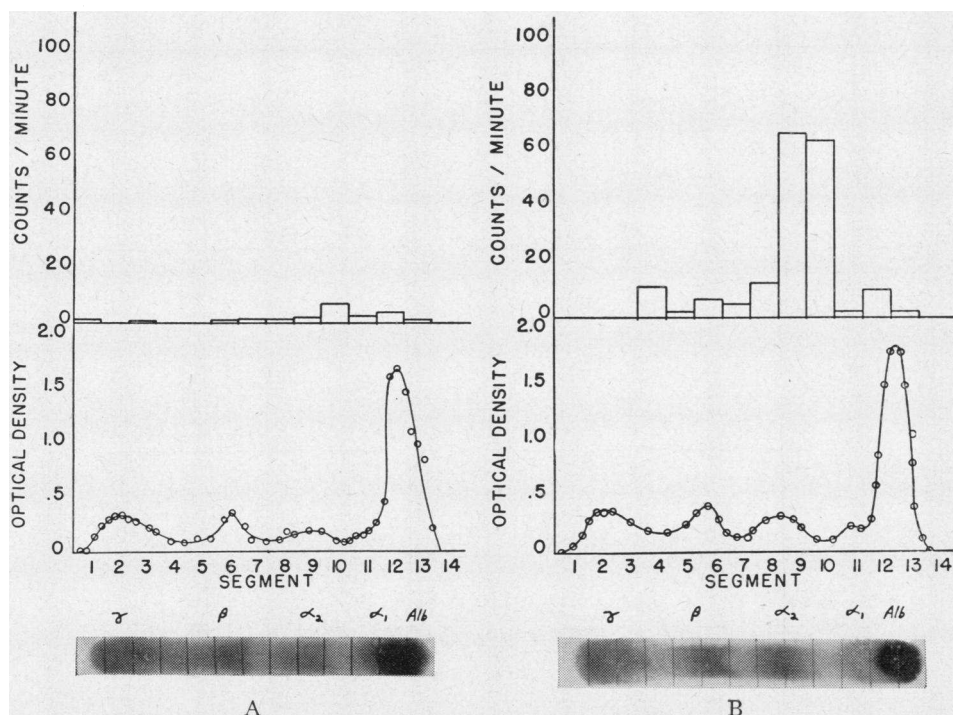 COUNTS / MINUTE
100
80
60
40
20
0
OPTICAL DENSITY
2.0
1.5
1.0
.5
0
1 2 3 4 5 6 7 8 9 10 11 12 13 14
SEGMENT
γ β α₂ α₁ Alb
A
COUNTS / MINUTE
100
80
60
40
20
0
OPTICAL DENSITY
2.0
1.5
1.0
.5
0
1 2 3 4 5 6 7 8 9 10 11 12 13 14
SEGMENT
γ β α₂ α₁ Alb
B